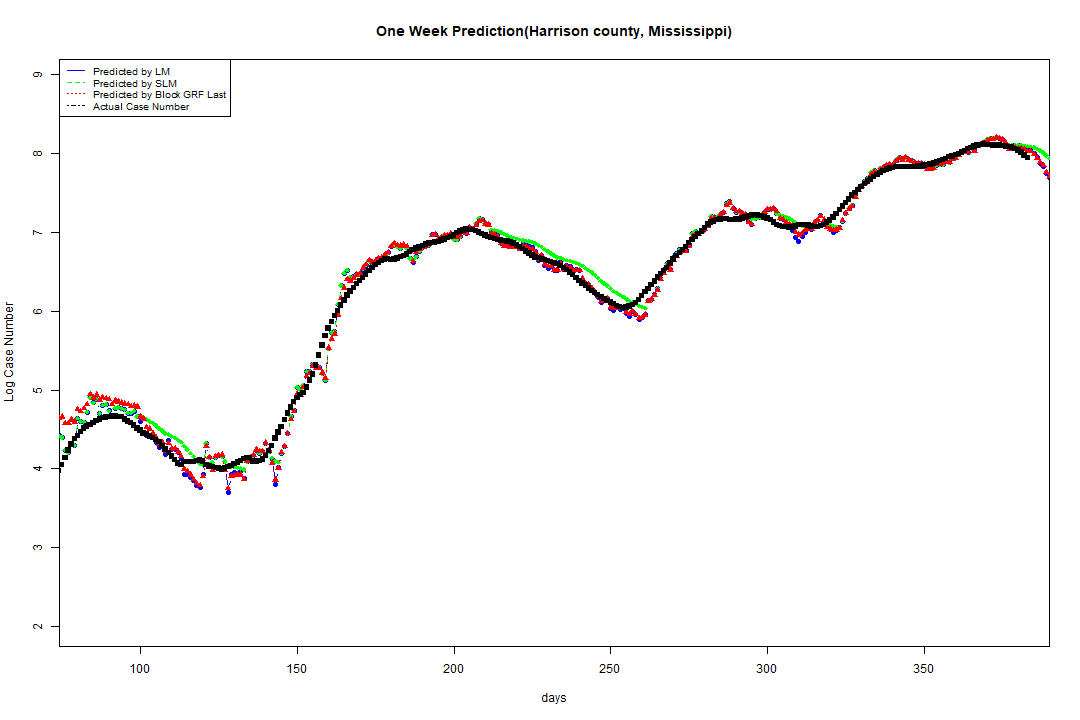 One Week Prediction(Harrison county, Mississippi)
Predicted by LM
Predicted by SLM
Predicted by Block GRF Last
Actual Case Number
Log Case Number
9
8
7
6
5
4
3
2
100 150 200 250 300 350
days